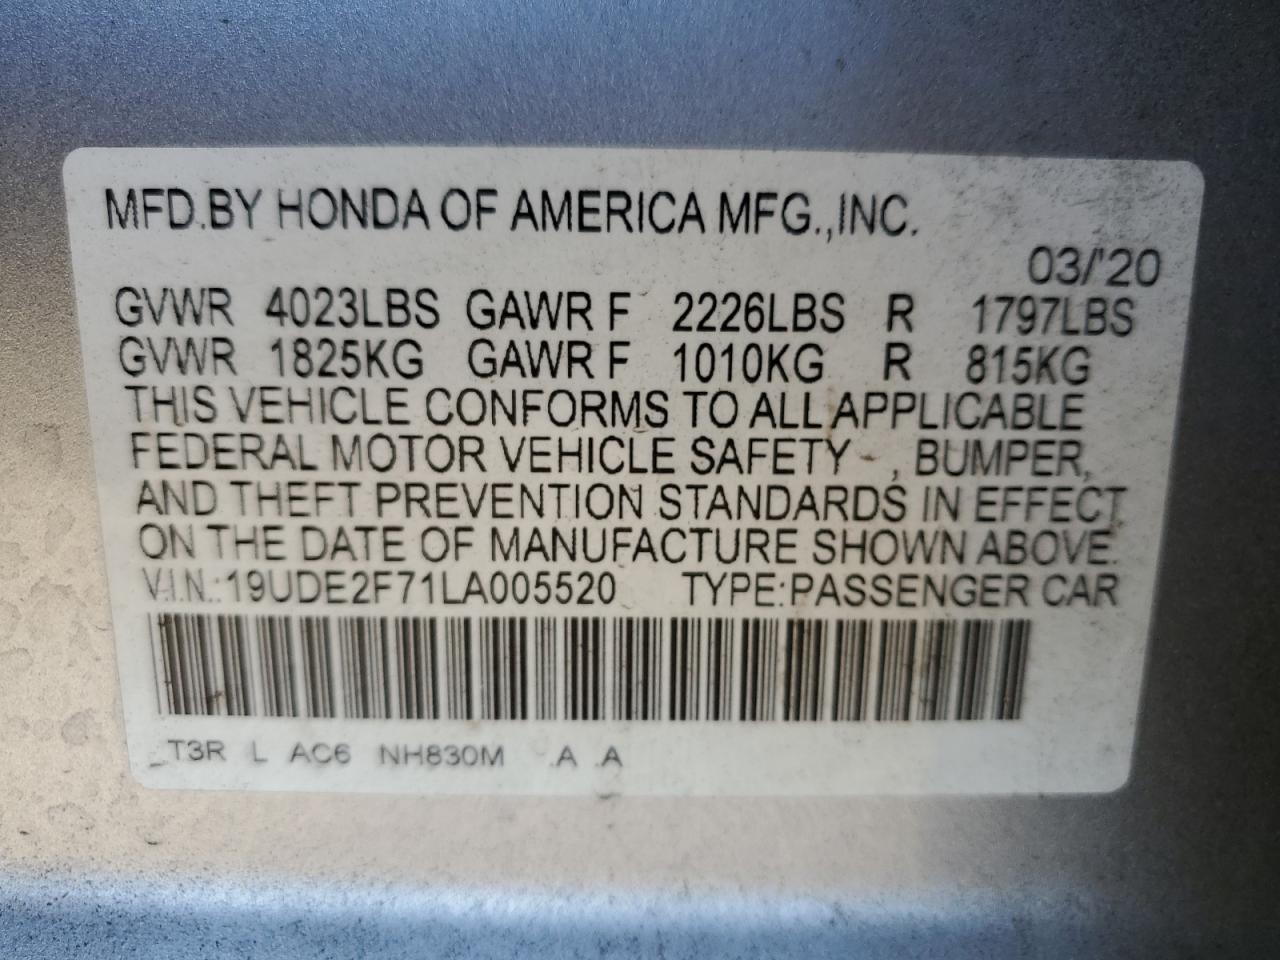 MFD.BY HONDA OF AMERICA MFG.,INC.
03/'20
GVWR 4023LBS GAWR F 2226LBS R 1797LBS
GVWR 1825KG GAWR F 1010KG R 815KG
THIS VEHICLE CONFORMS TO ALL APPLICABLE
FEDERAL MOTOR VEHICLE SAFETY , BUMPER,
AND THEFT PREVENTION STANDARDS IN EFFECT
ON THE DATE OF MANUFACTURE SHOWN ABOVE.
V.I.N.: 19UDE2F71LA005520 TYPE:PASSENGER CAR
T3R L AC6 NH830M A A